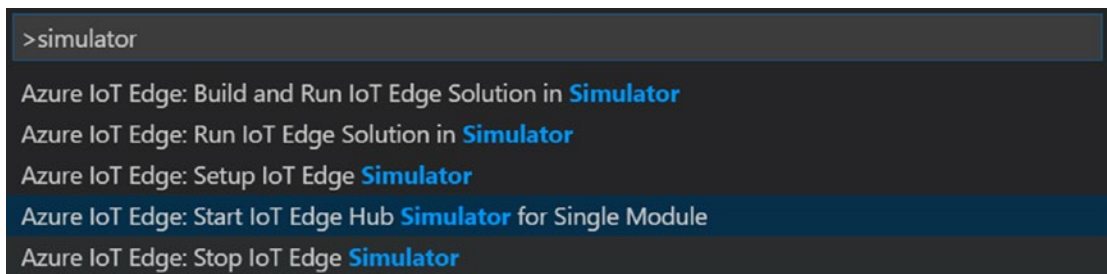 >simulator
Azure IoT Edge: Build and Run IoT Edge Solution in Simulator
Azure IoT Edge: Run IoT Edge Solution in Simulator
Azure IoT Edge: Setup IoT Edge Simulator
Azure IoT Edge: Start IoT Edge Hub Simulator for Single Module
Azure IoT Edge: Stop IoT Edge Simulator